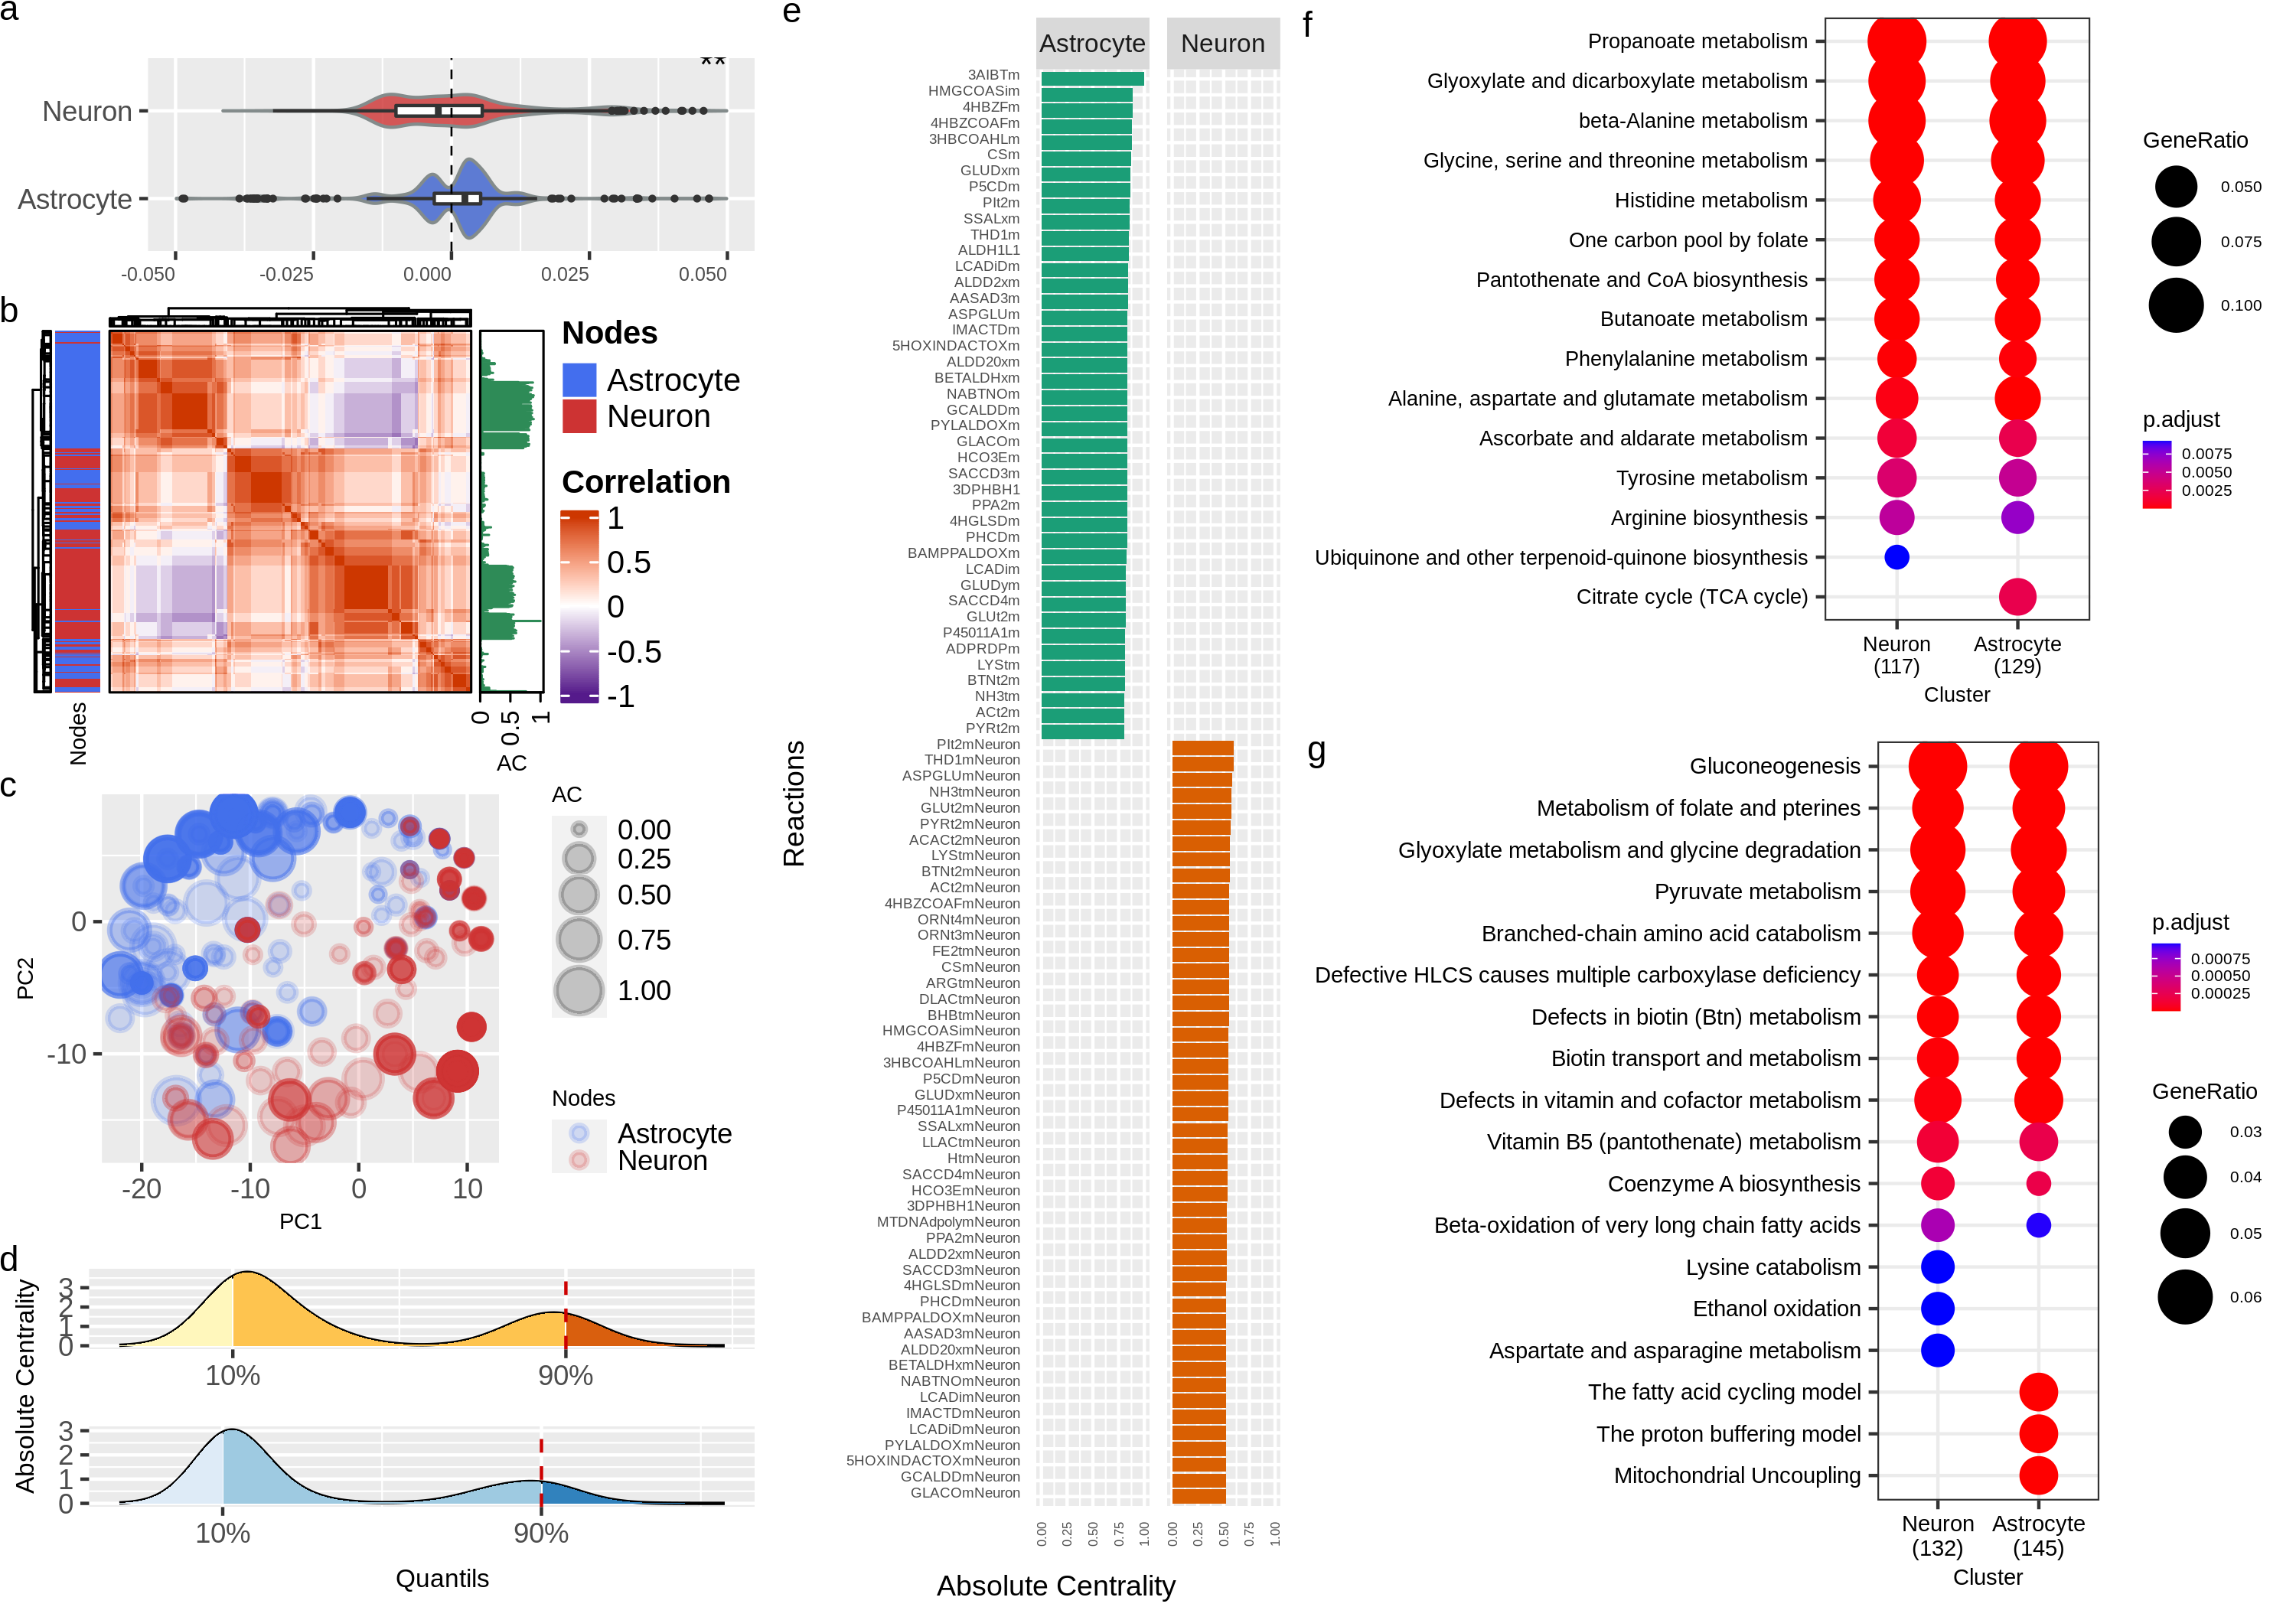 a
**
Neuron
Astrocyte
-0.050
-0.025
0.000
0.025
0.050
b
Nodes
Astrocyte
Neuron
Correlation
1
0.5
0
-0.5
-1
Nodes
0
0.5
1
AC
c
0
-10
PC2
-20
-10
0
10
PC1
AC
0.00
0.25
0.50
0.75
1.00
Nodes
Astrocyte
Neuron
d
Absolute Centrality
3
2
1
0
10%
90%
3
2
1
0
10%
90%
Quantils
e
Astrocyte
Neuron
Reactions
3AIBTm
HMGCOASim
4HBZFm
4HBZCOAFm
3HBCOAHLm
CSm
GLUDxm
P5CDm
PIt2m
SSALxm
THD1m
ALDH1L1
LCADiDm
ALDD2xm
AASAD3m
ASPGLUm
IMACTDm
5HOXINDACTOXm
ALDD20xm
BETALDHxm
NABTNOm
GCALDDm
PYLALDOXm
GLACOm
HCO3Em
SACCD3m
3DPHBH1
PPA2m
4HGLSDm
PHCDm
BAMPPALDOXm
LCADim
GLUDym
SACCD4m
GLUt2m
P45011A1m
ADPRDPm
LYStm
BTNt2m
NH3tm
ACt2m
PYRt2m
PIt2mNeuron
THD1mNeuron
ASPGLUmNeuron
NH3tmNeuron
GLUt2mNeuron
PYRt2mNeuron
ACACt2mNeuron
LYStmNeuron
BTNt2mNeuron
ACt2mNeuron
4HBZCOAFmNeuron
ORNt4mNeuron
ORNt3mNeuron
FE2tmNeuron
CSmNeuron
ARGtmNeuron
DLACtmNeuron
BHBtmNeuron
HMGCOASimNeuron
4HBZFmNeuron
3HBCOAHLmNeuron
P5CDmNeuron
GLUDxmNeuron
P45011A1mNeuron
SSALxmNeuron
LLACtmNeuron
HtmNeuron
SACCD4mNeuron
HCO3EmNeuron
3DPHBH1Neuron
MTDNAdpolymNeuron
PPA2mNeuron
ALDD2xmNeuron
SACCD3mNeuron
4HGLSDmNeuron
PHCDmNeuron
BAMPPALDOXmNeuron
AASAD3mNeuron
ALDD20xmNeuron
BETALDHxmNeuron
NABTNOmNeuron
LCADimNeuron
IMACTDmNeuron
LCADiDmNeuron
PYLALDOXmNeuron
5HOXINDACTOXmNeuron
GCALDDmNeuron
GLACOmNeuron
0.00
0.25
0.50
0.75
1.00
0.00
0.25
0.50
0.75
1.00
Absolute Centrality
f
Propanoate metabolism
Glyoxylate and dicarboxylate metabolism
beta-Alanine metabolism
Glycine, serine and threonine metabolism
Histidine metabolism
One carbon pool by folate
Pantothenate and CoA biosynthesis
Butanoate metabolism
Phenylalanine metabolism
Alanine, aspartate and glutamate metabolism
Ascorbate and aldarate metabolism
Tyrosine metabolism
Arginine biosynthesis
Ubiquinone and other terpenoid-quinone biosynthesis
Citrate cycle (TCA cycle)
Neuron
(117)
Astrocyte
(129)
Cluster
GeneRatio
0.050
0.075
0.100
p.adjust
0.0075
0.0050
0.0025
g
Gluconeogenesis
Metabolism of folate and pterines
Glyoxylate metabolism and glycine degradation
Pyruvate metabolism
Branched-chain amino acid catabolism
Defective HLCS causes multiple carboxylase deficiency
Defects in biotin (Btn) metabolism
Biotin transport and metabolism
Defects in vitamin and cofactor metabolism
Vitamin B5 (pantothenate) metabolism
Coenzyme A biosynthesis
Beta-oxidation of very long chain fatty acids
Lysine catabolism
Ethanol oxidation
Aspartate and asparagine metabolism
The fatty acid cycling model
The proton buffering model
Mitochondrial Uncoupling
Neuron
(132)
Astrocyte
(145)
Cluster
p.adjust
0.00075
0.00050
0.00025
GeneRatio
0.03
0.04
0.05
0.06